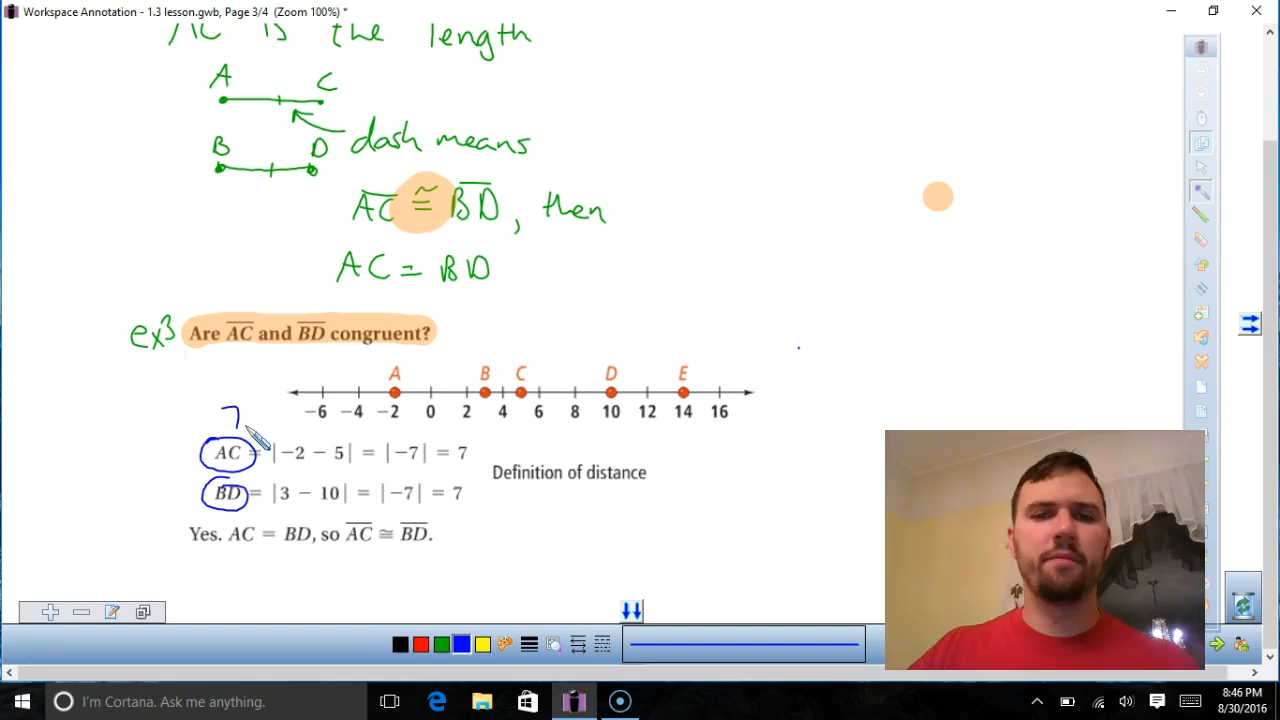 Workspace Annotation - 1.3 lesson.gwb, Page 3/4 (Zoom 100%) *
AC is the length
A C
B D
dash means
AC ≅ BD, then
AC = BD
ex3 Are AC and BD congruent?
A B C D E
−6 −4 −2 0 2 4 6 8 10 12 14 16
7
AC = |−2 − 5| = |−7| = 7
Definition of distance
BD = |3 − 10| = |−7| = 7
Yes. AC = BD, so AC ≅ BD.
I'm Cortana. Ask me anything.
8:46 PM
8/30/2016